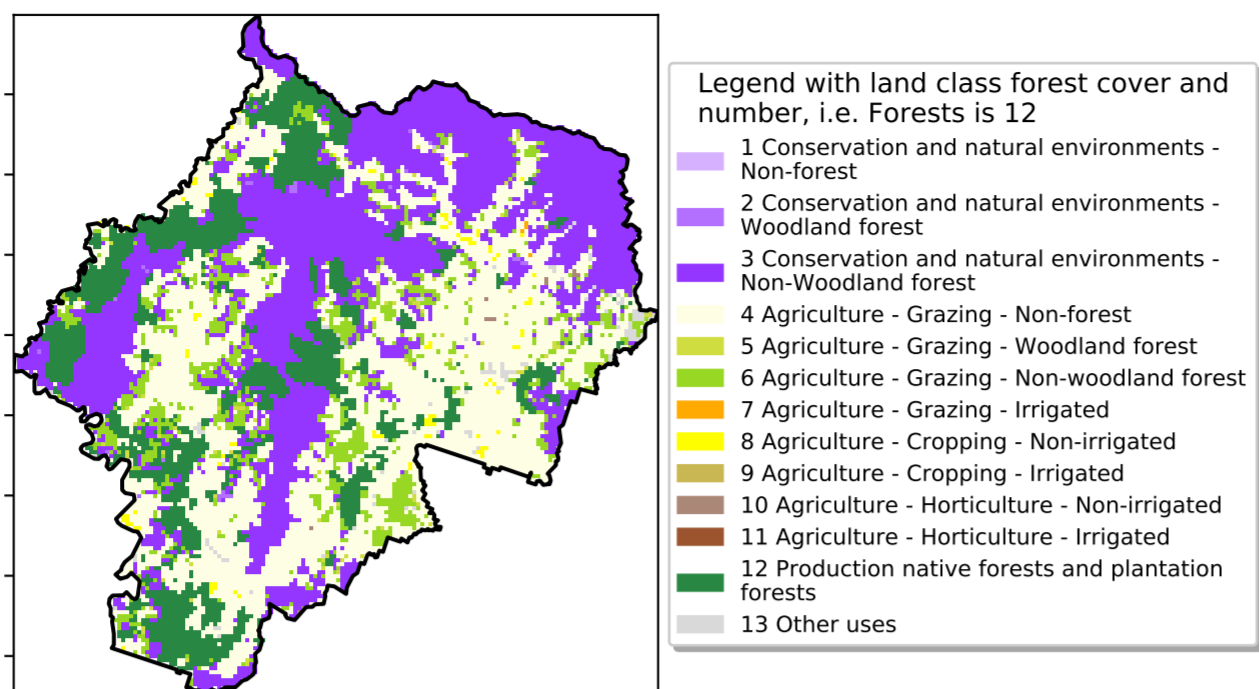 Legend with land class forest cover and
number, i.e. Forests is 12
1 Conservation and natural environments -
Non-forest
2 Conservation and natural environments -
Woodland forest
3 Conservation and natural environments -
Non-Woodland forest
4 Agriculture - Grazing - Non-forest
5 Agriculture - Grazing - Woodland forest
6 Agriculture - Grazing - Non-woodland forest
7 Agriculture - Grazing - Irrigated
8 Agriculture - Cropping - Non-irrigated
9 Agriculture - Cropping - Irrigated
10 Agriculture - Horticulture - Non-irrigated
11 Agriculture - Horticulture - Irrigated
12 Production native forests and plantation
forests
13 Other uses